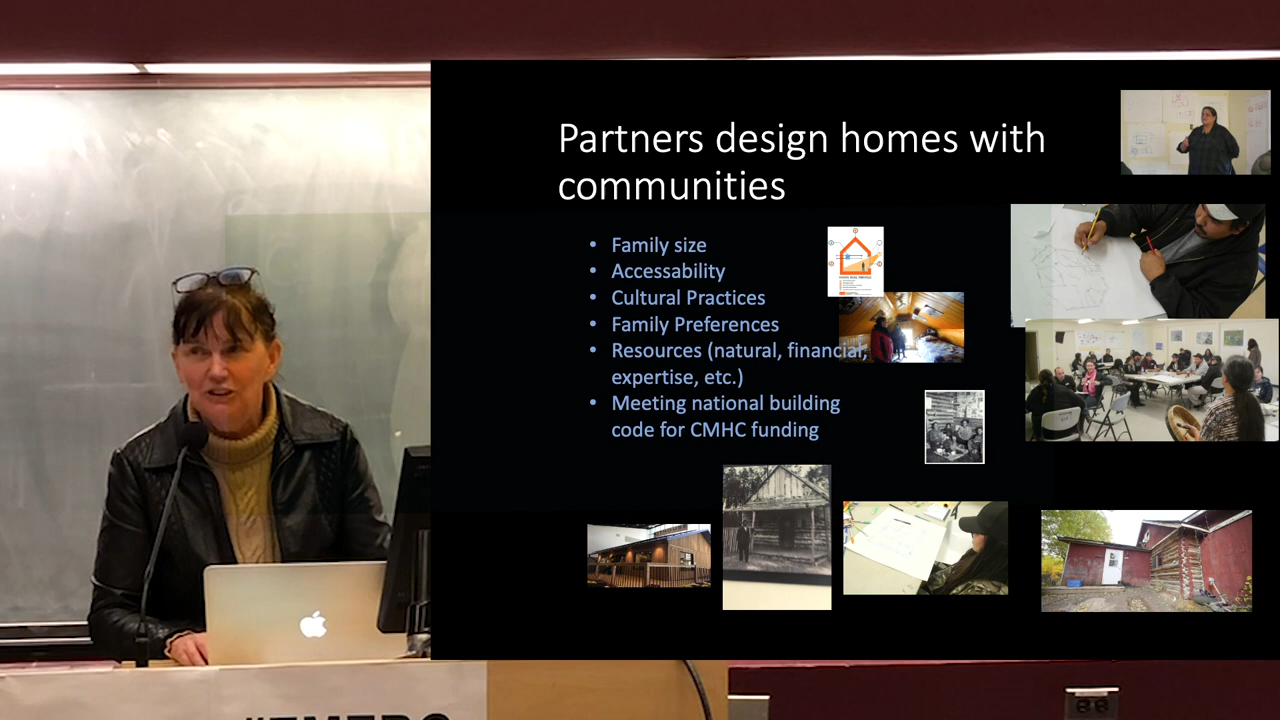 Partners design homes with
communities
• Family size
• Accessability
• Cultural Practices
• Family Preferences
• Resources (natural, financial,
expertise, etc.)
• Meeting national building
code for CMHC funding